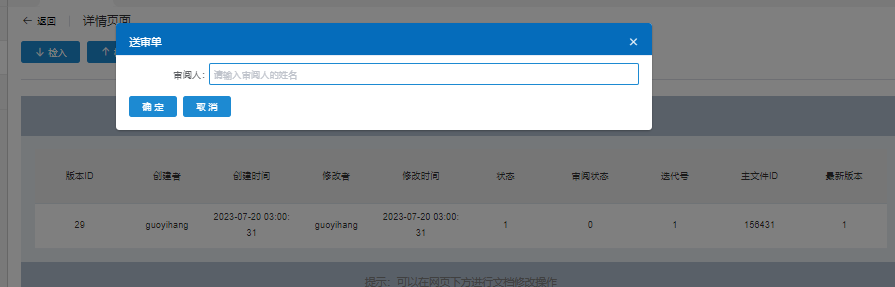 ← 返回 详情页面
送审单 ×
检入
审阅人：请输入审阅人的姓名
确 定 取 消
版本ID 创建者 创建时间 修改者 修改时间 状态 审阅状态 迭代号 主文件ID 最新版本
29 guoyihang 2023-07-20 03:00:31 guoyihang 2023-07-20 03:00:31 1 0 1 156431 1
提示：可以在网页下方进行文档修改操作